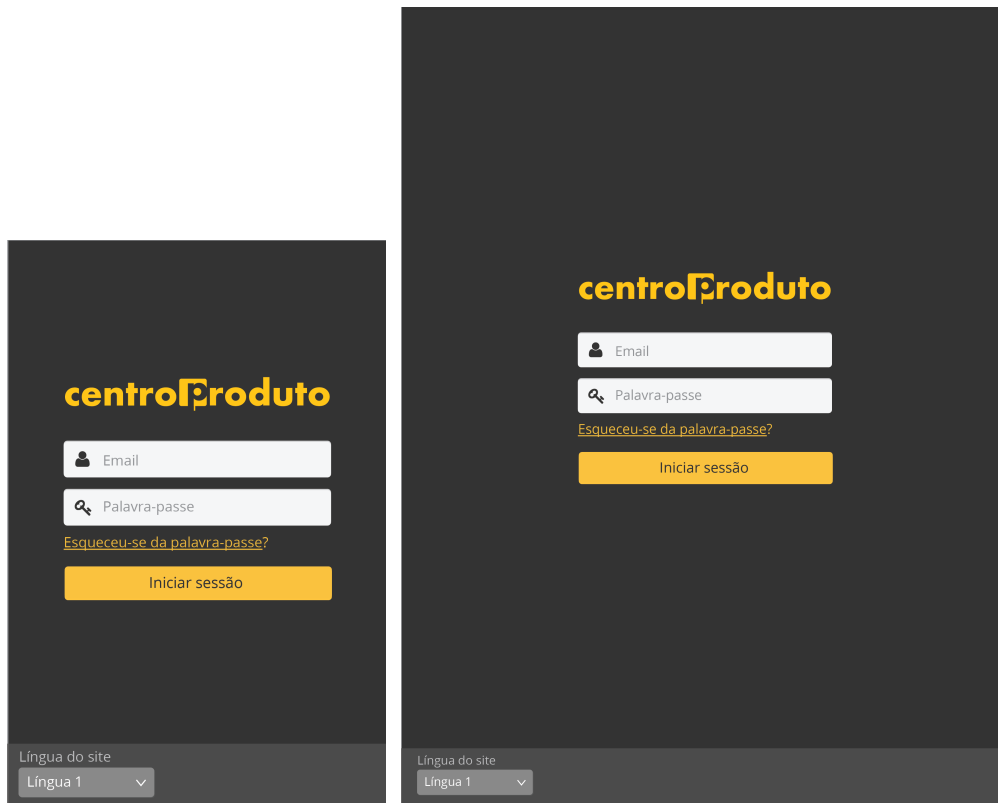 centroproduto
Email
Palavra-passe
Esqueceu-se da palavra-passe?
Iniciar sessão
Língua do site
Língua 1
centroproduto
Email
Palavra-passe
Esqueceu-se da palavra-passe?
Iniciar sessão
Língua do site
Língua 1